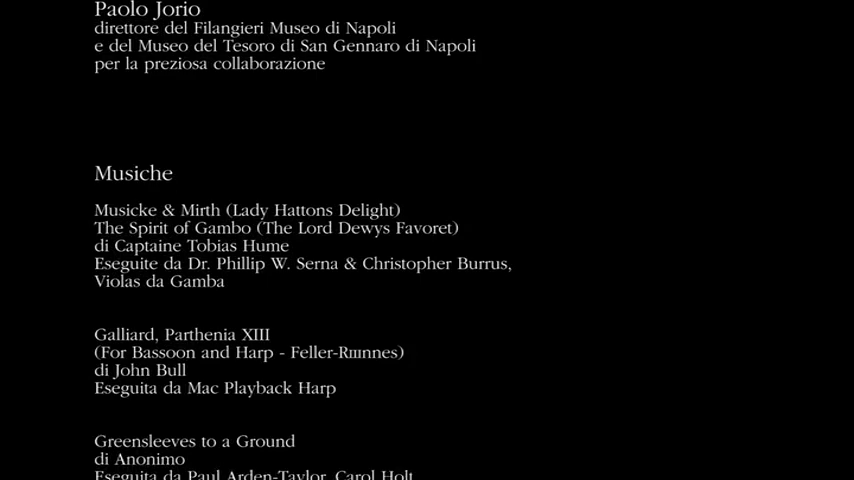 Paolo Jorio
direttore del Filangieri Museo di Napoli
e del Museo del Tesoro di San Gennaro di Napoli
per la preziosa collaborazione
Musiche
Musicke & Mirth (Lady Hattons Delight)
The Spirit of Gambo (The Lord Dewys Favoret)
di Captaine Tobias Hume
Eseguite da Dr. Phillip W. Serna & Christopher Burrus,
Violas da Gamba
Galliard, Parthenia XIII
(For Bassoon and Harp - Feller-Rıııınnes)
di John Bull
Eseguita da Mac Playback Harp
Greensleeves to a Ground
di Anonimo
Eseguita da Paul Arden-Taylor, Carol Holt